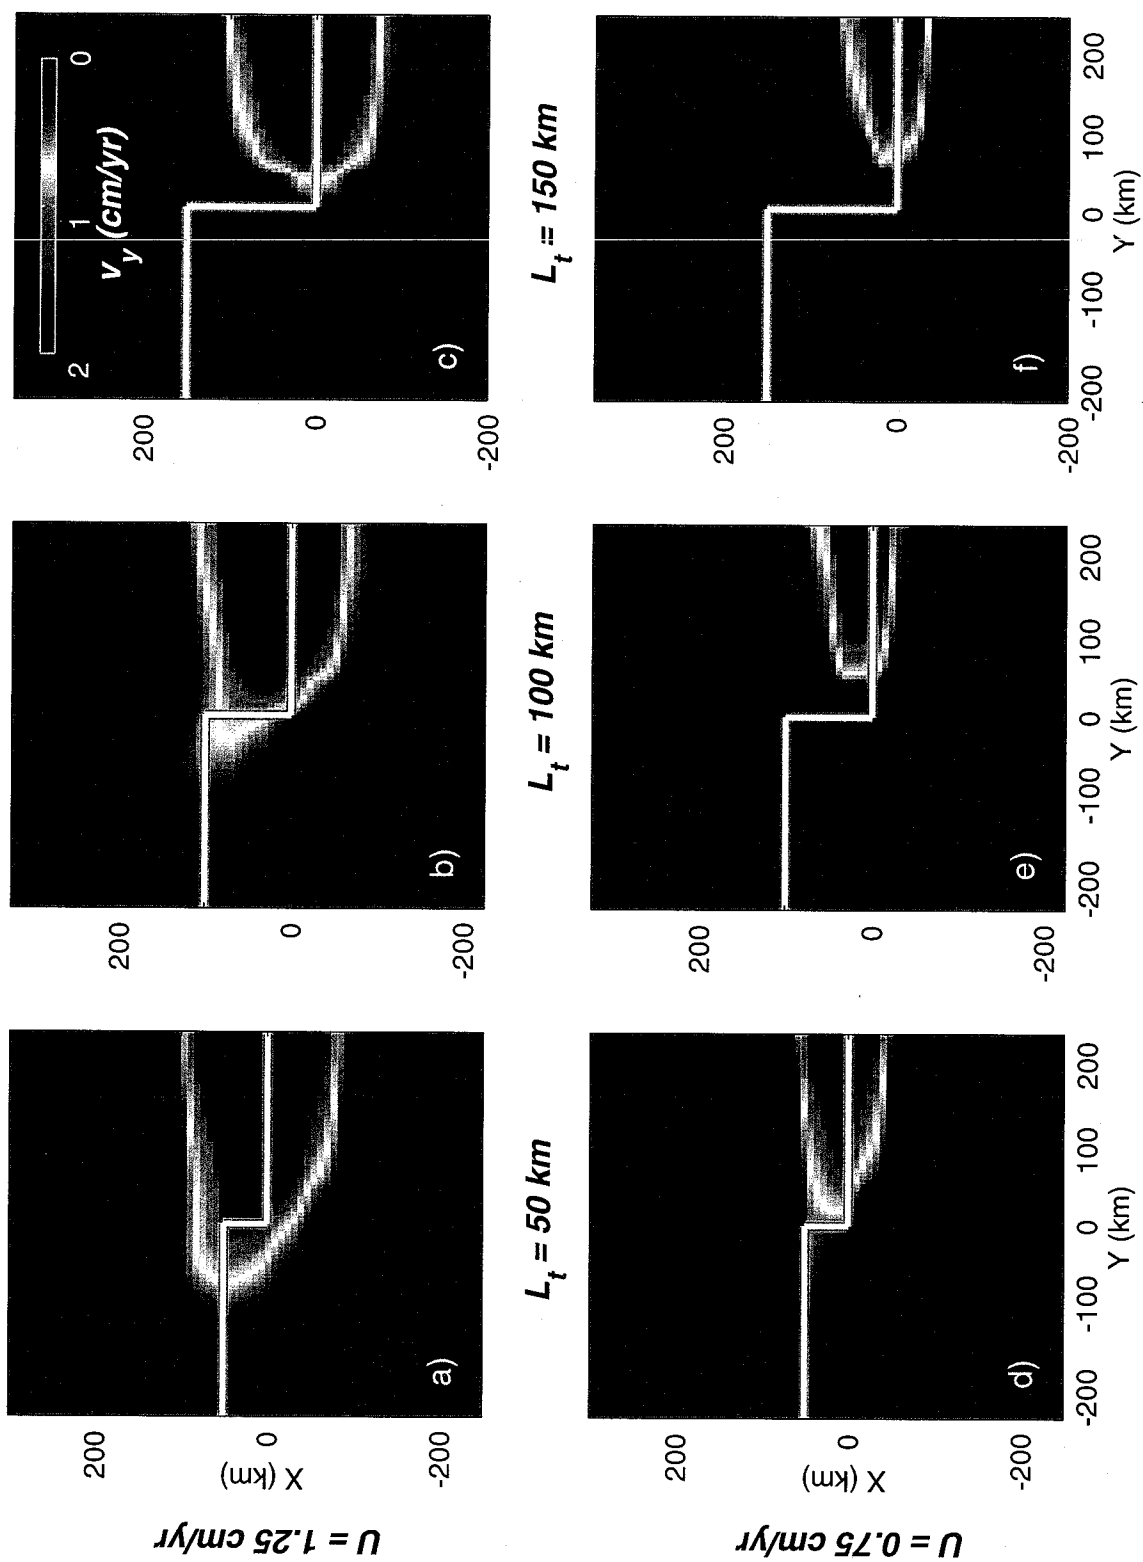 U = 1.25 cm/yr
X (km)
200
0
-200
a)
200
0
-200
b)
200
0
-200
2 1 0
v_y (cm/yr)
c)
L_t = 50 km
L_t = 100 km
L_t = 150 km
U = 0.75 cm/yr
X (km)
200
0
-200
d)
-200 -100 0 100 200
Y (km)
200
0
-200
e)
-200 -100 0 100 200
Y (km)
200
0
-200
f)
-200 -100 0 100 200
Y (km)